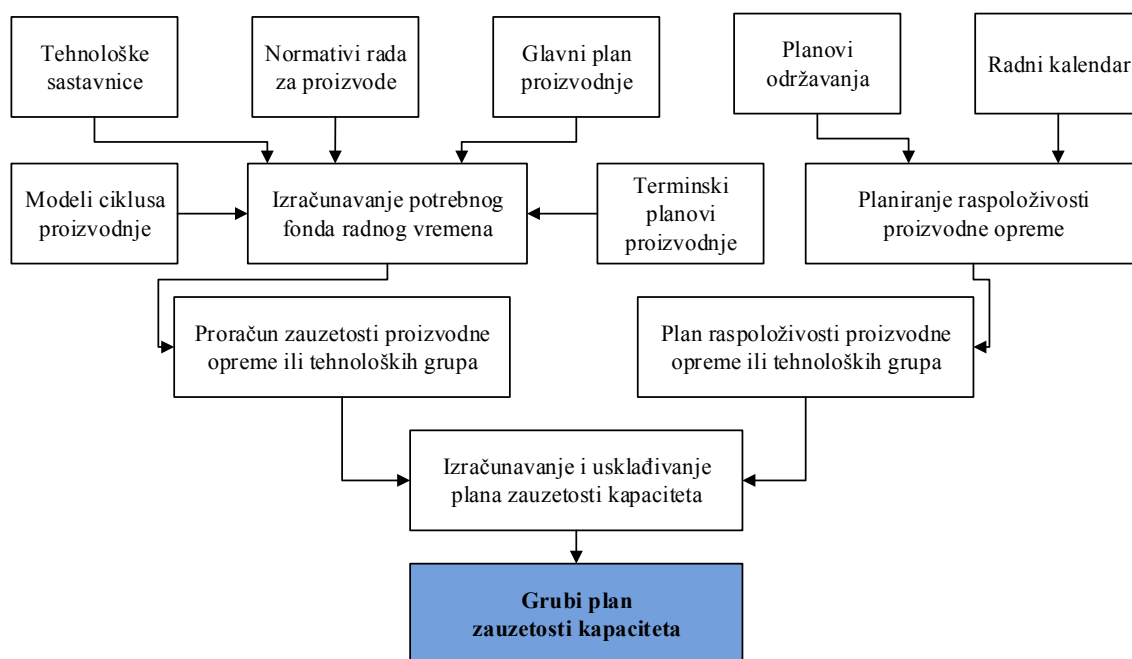 Tehnološke
sastavnice
Normativi rada
za proizvode
Glavni plan
proizvodnje
Planovi
održavanja
Radni kalendar
Modeli ciklusa
proizvodnje
Izračunavanje potrebnog
fonda radnog vremena
Terminski
planovi
proizvodnje
Planiranje raspoloživosti
proizvodne opreme
Proračun zauzetosti proizvodne
opreme ili tehnoloških grupa
Plan raspoloživosti proizvodne
opreme ili tehnoloških grupa
Izračunavanje i usklađivanje
plana zauzetosti kapaciteta
Grubi plan
zauzetosti kapaciteta